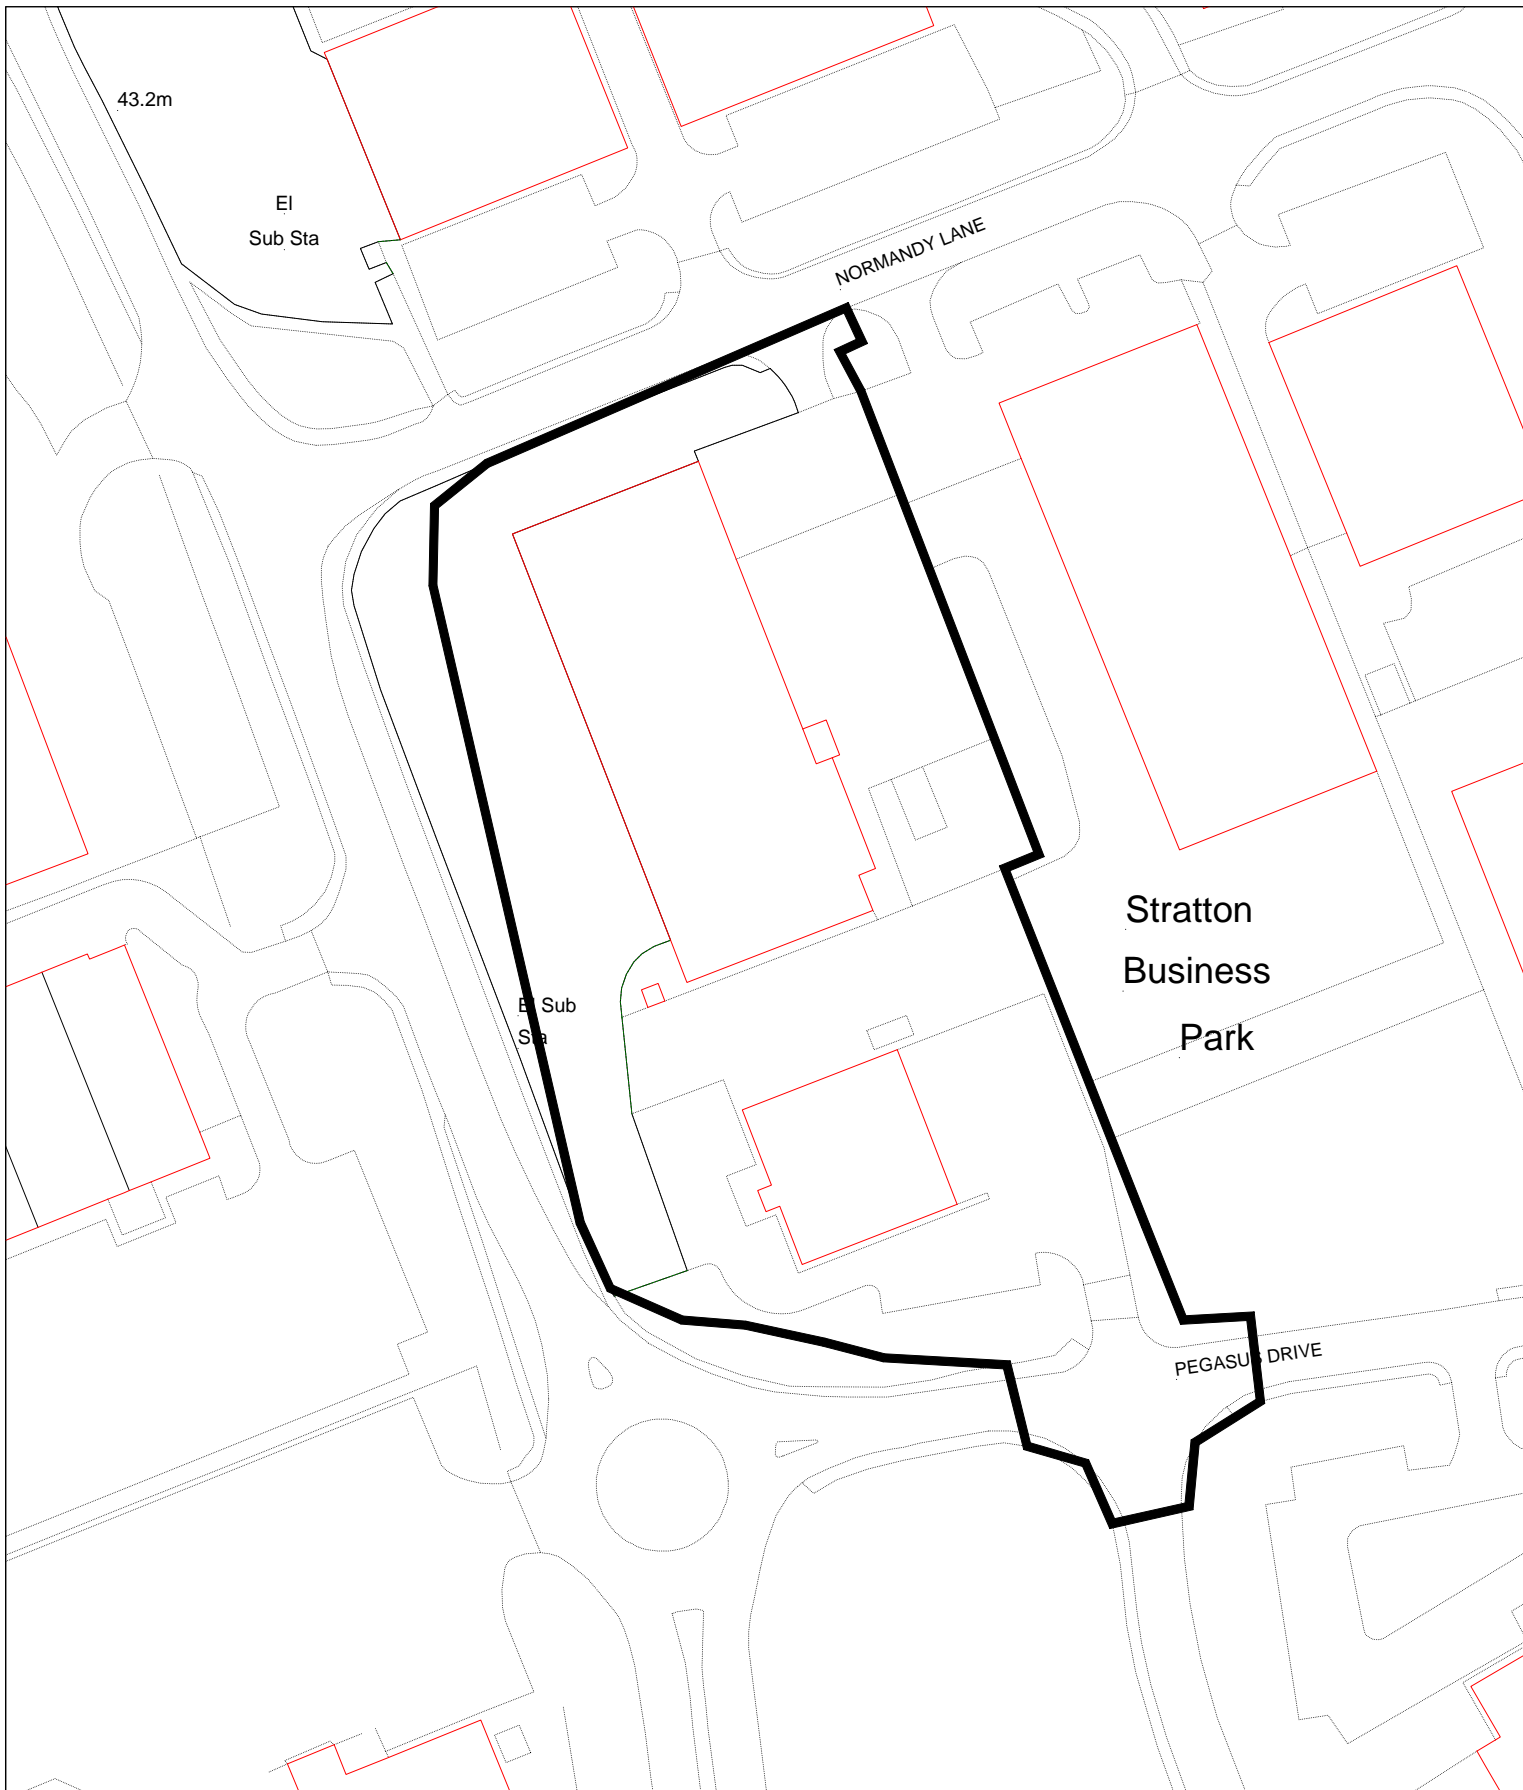 43.2m
El
Sub Sta
NORMANDY LANE
Stratton
Business
Park
El Sub
Sta
PEGASUS DRIVE